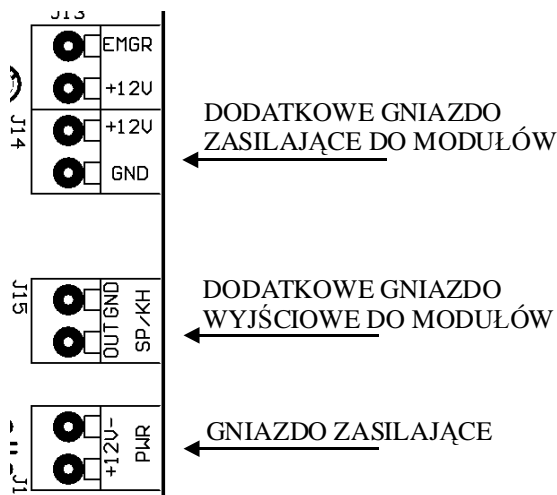 J13
EMGR
+12V
J14
+12V
GND
DODATKOWE GNIAZDO
ZASILAJĄCE DO MODUŁÓW
J15
OUT GND
SP/KH
DODATKOWE GNIAZDO
WYJŚCIOWE DO MODUŁÓW
+12V-
PWR
GNIAZDO ZASILAJĄCE